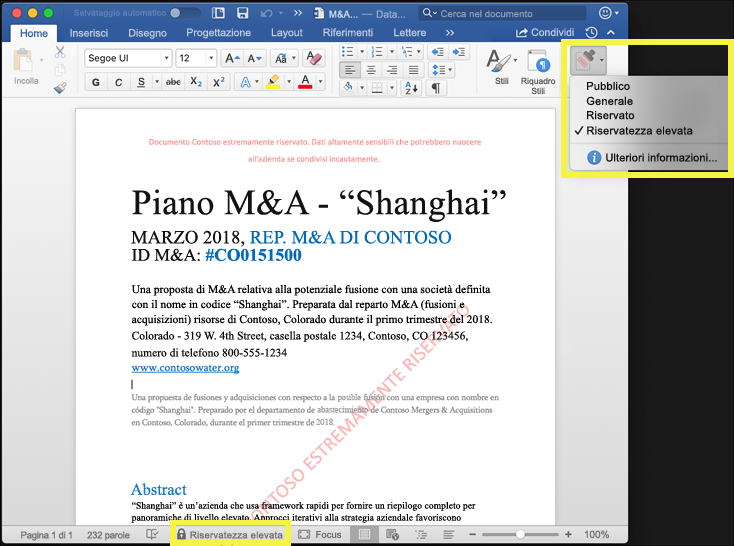 Salvataggio automatico
M&A... — Data...
Cerca nel documento
Home Inserisci Disegno Progettazione Layout Riferimenti Lettere Condividi
Incolla
Segoe UI 12
G C S abc X2 X2 A A
Stili
Riquadro
Stili
Pubblico
Generale
Riservato
Riservatezza elevata
Ulteriori informazioni...
Documento Contoso estremamente riservato. Dati altamente sensibili che potrebbero nuocere
all'azienda se condivisi incautamente.
Piano M&A - “Shanghai”
MARZO 2018, REP. M&A DI CONTOSO
ID M&A: #CO0151500
Una proposta di M&A relativa alla potenziale fusione con una società definita
con il nome in codice “Shanghai”. Preparata dal reparto M&A (fusioni e
acquisizioni) risorse di Contoso, Colorado durante il primo trimestre del 2018.
Colorado - 319 W. 4th Street, casella postale 1234, Contoso, CO 123456,
numero di telefono 800-555-1234
www.contosowater.org
Una propuesta de fusiones y adquisiciones con respecto a la posible fusión con una empresa con nombre en
código "Shanghai". Preparado por el departamento de abastecimiento de Contoso Mergers & Acquisitions
en Contoso, Colorado, durante el primer trimestre de 2018.
ONTOSO ESTREMAMENTE RISERVATO
Abstract
“Shanghai” è un’azienda che usa framework rapidi per fornire un riepilogo completo per
panoramiche di livello elevato. Approcci iterativi alla strategia aziendale favoriscono
Pagina 1 di 1 232 parole Riservatezza elevata Focus 100%